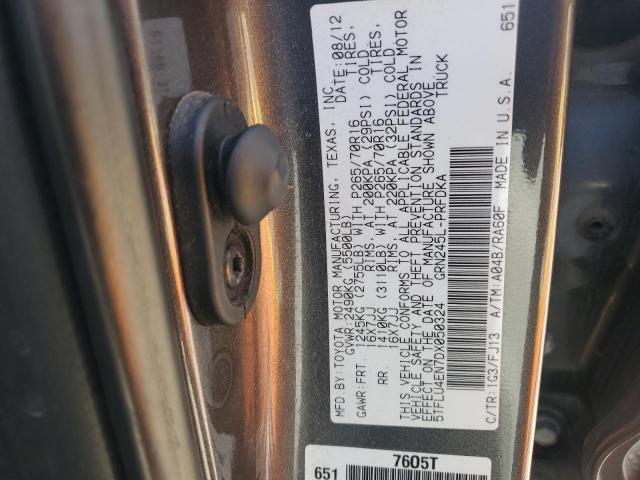 MFD.BY:TOYOTA MOTOR MANUFACTURING, TEXAS, INC. DATE:08/12
GVWR 2490KG (5500LB)
GAWR:FRT. 1245KG (2755LB) WITH P265/70R16 TIRES,
16X7JJ RIMS, AT 200KPA (29PSI) COLD
RR. 1410KG (3110LB) WITH P265/70R16 TIRES,
16X7JJ RIMS, AT 220KPA (32PSI) COLD
THIS VEHICLE CONFORMS TO ALL APPLICABLE FEDERAL MOTOR
VEHICLE SAFETY AND THEFT PREVENTION STANDARDS IN
EFFECT ON THE DATE OF MANUFACTURE SHOWN ABOVE
5TFLU4EN7DX050324 TRUCK
GRN245L-PRFDKA
C/TR:1G3/FJ13 A/TM:A04B/RA60F MADE IN U.S.A. 651
7605T
651